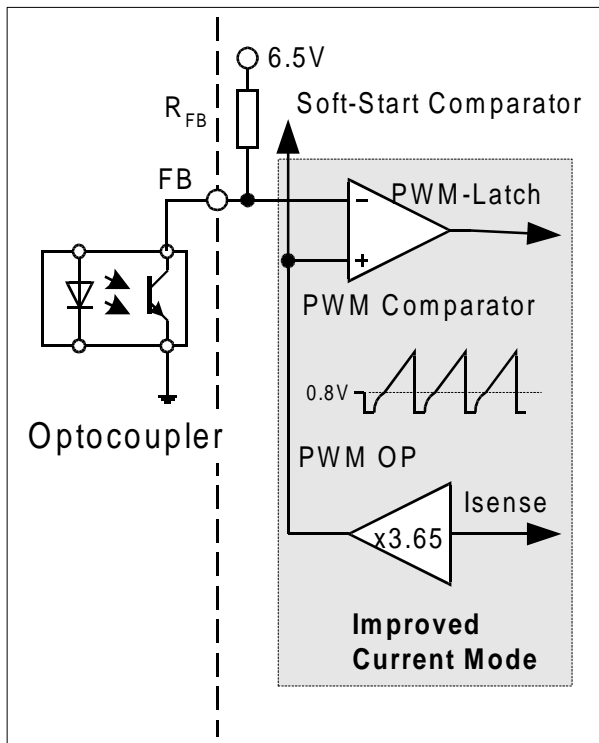 6.5V
R FB
Soft-Start Comparator
FB
PWM-Latch
PWM Comparator
0.8V
Optocoupler
PWM OP
Isense
x3.65
Improved
Current Mode